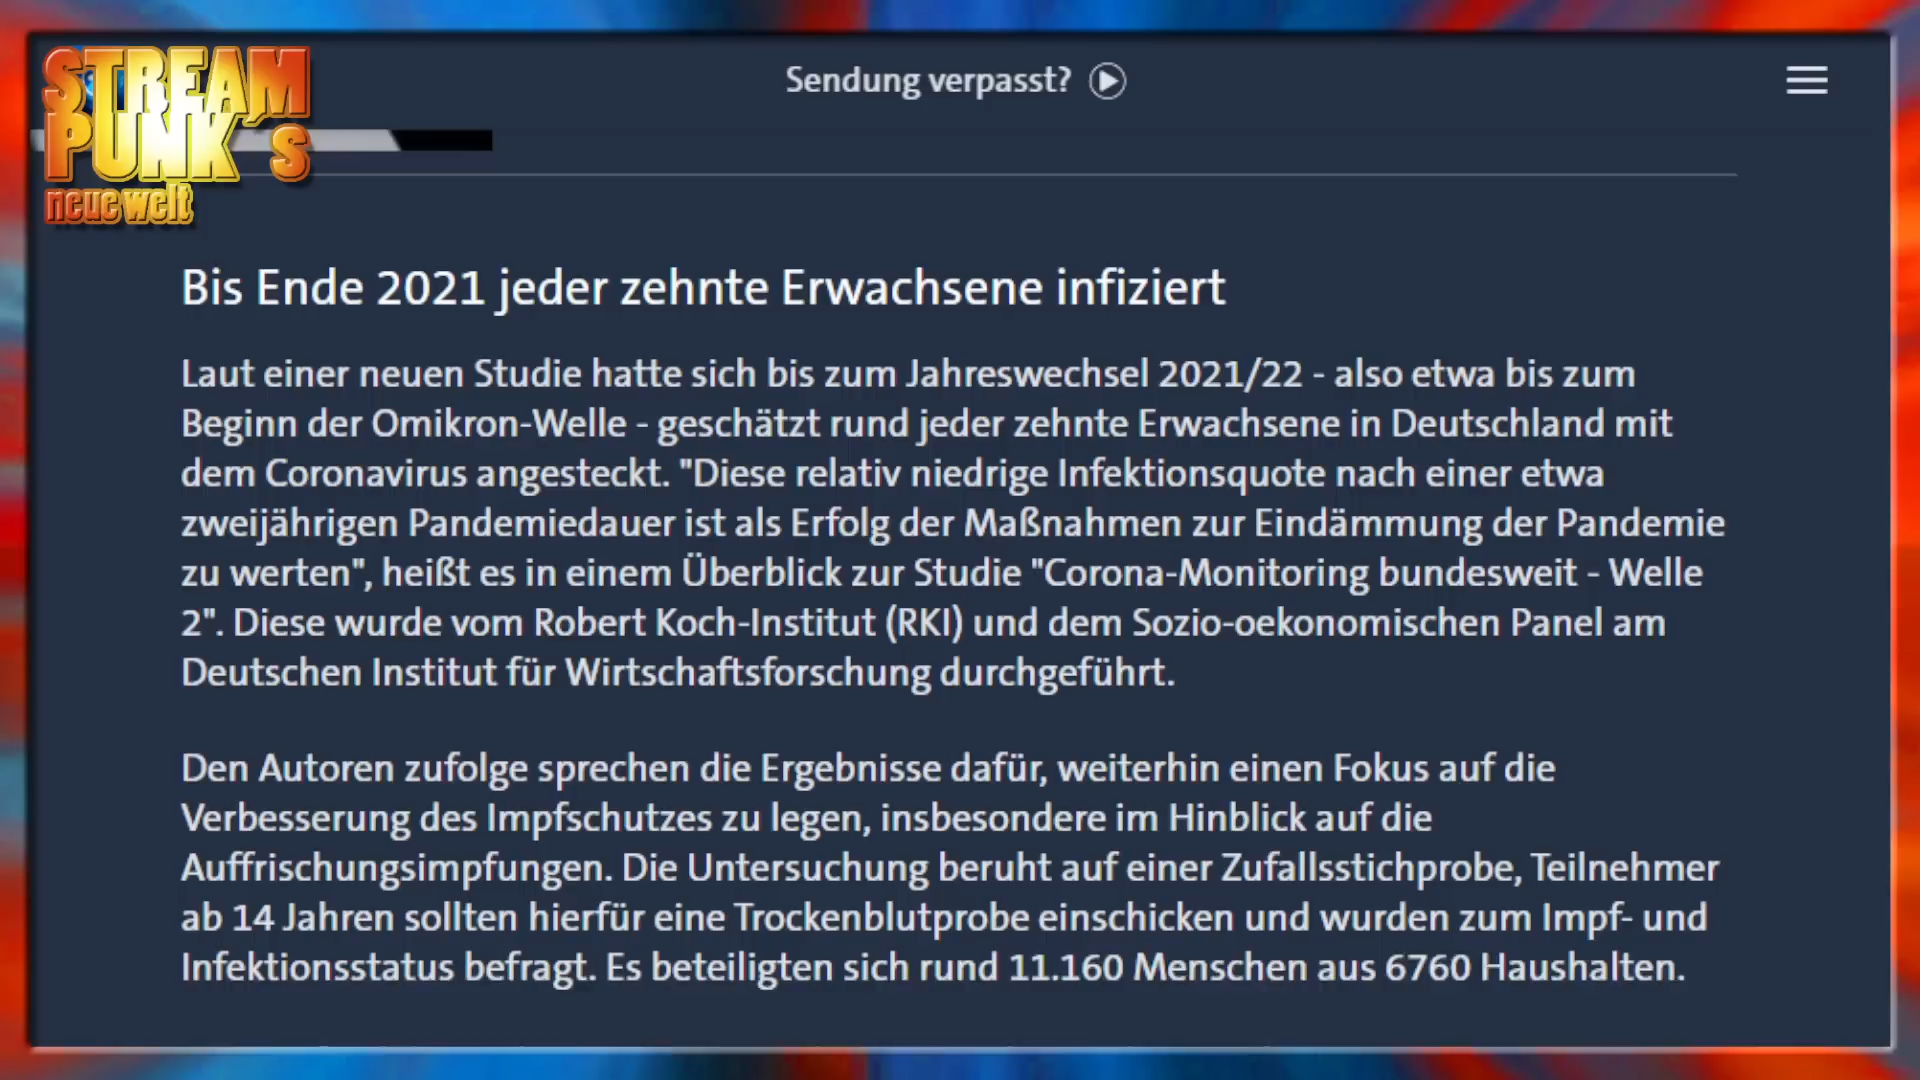 STREAM
PUNK´s
neue welt
Sendung verpasst?
Bis Ende 2021 jeder zehnte Erwachsene infiziert
Laut einer neuen Studie hatte sich bis zum Jahreswechsel 2021/22 - also etwa bis zum
Beginn der Omikron-Welle - geschätzt rund jeder zehnte Erwachsene in Deutschland mit
dem Coronavirus angesteckt. "Diese relativ niedrige Infektionsquote nach einer etwa
zweijährigen Pandemiedauer ist als Erfolg der Maßnahmen zur Eindämmung der Pandemie
zu werten", heißt es in einem Überblick zur Studie "Corona-Monitoring bundesweit - Welle
2". Diese wurde vom Robert Koch-Institut (RKI) und dem Sozio-oekonomischen Panel am
Deutschen Institut für Wirtschaftsforschung durchgeführt.
Den Autoren zufolge sprechen die Ergebnisse dafür, weiterhin einen Fokus auf die
Verbesserung des Impfschutzes zu legen, insbesondere im Hinblick auf die
Auffrischungsimpfungen. Die Untersuchung beruht auf einer Zufallsstichprobe, Teilnehmer
ab 14 Jahren sollten hierfür eine Trockenblutprobe einschicken und wurden zum Impf- und
Infektionsstatus befragt. Es beteiligten sich rund 11.160 Menschen aus 6760 Haushalten.